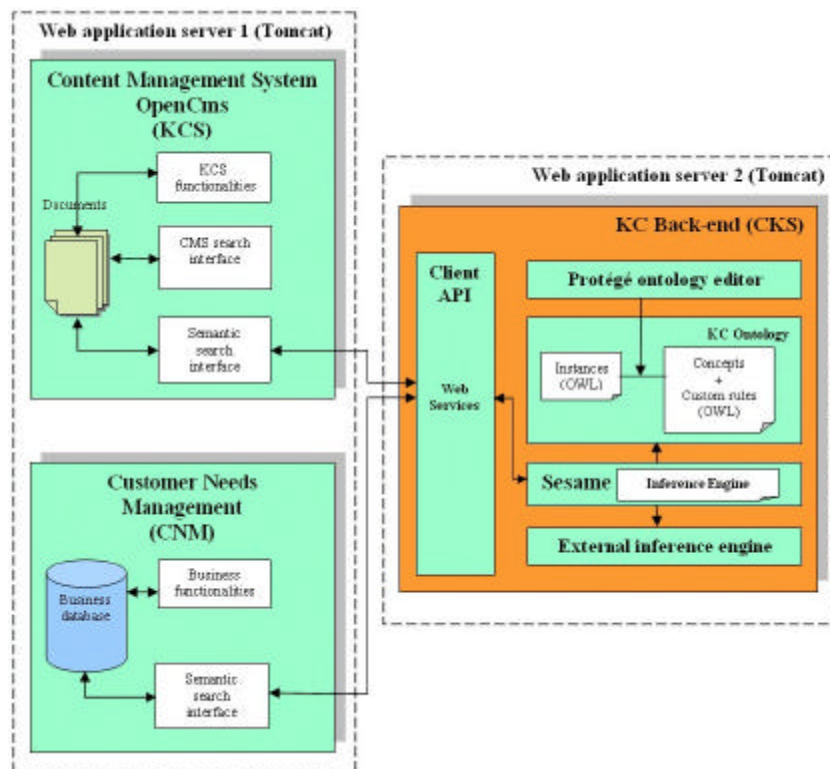 Web application server 1 (Tomcat)
Content Management System
OpenCms
(KCS)
KCS
functionalities
Documents
CMS search
interface
Semantic
search
interface
Customer Needs
Management
(CNM)
Business
functionalities
Business
database
Semantic
search
interface
Web application server 2 (Tomcat)
KC Back-end (CKS)
Client
API
Web
Services
Protégé ontology editor
KC Ontology
Instances
(OWL)
Concepts
+
Custom rules
(OWL)
Sesame
Inference Engine
External inference engine